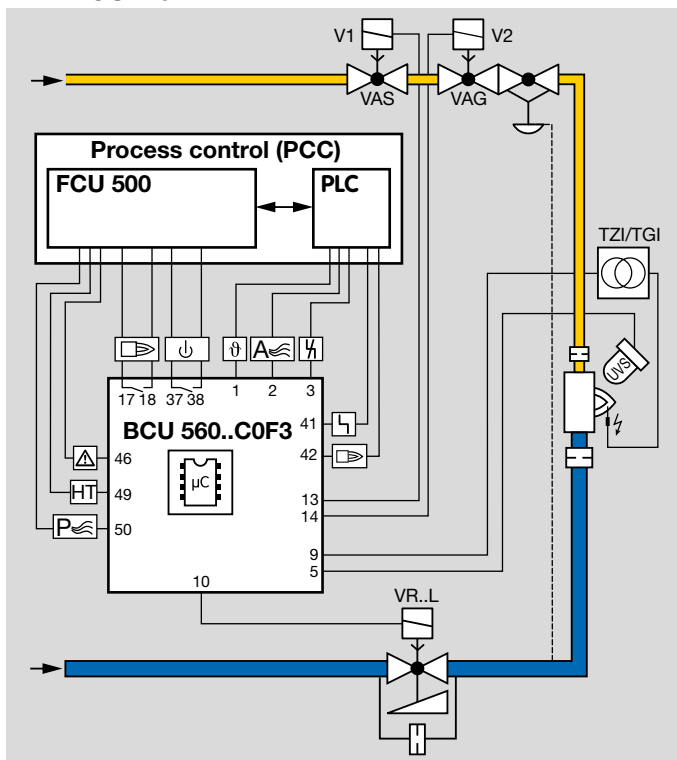 V1
V2
VAS
VAG
Process control (PCC)
FCU 500
PLC
TZI/TGI
ϑ
A
1
2
3
17 18
37 38
UVS
BCU 560..C0F3
41
42
µC
46
HT
49
P
50
13
14
9
5
10
VR..L